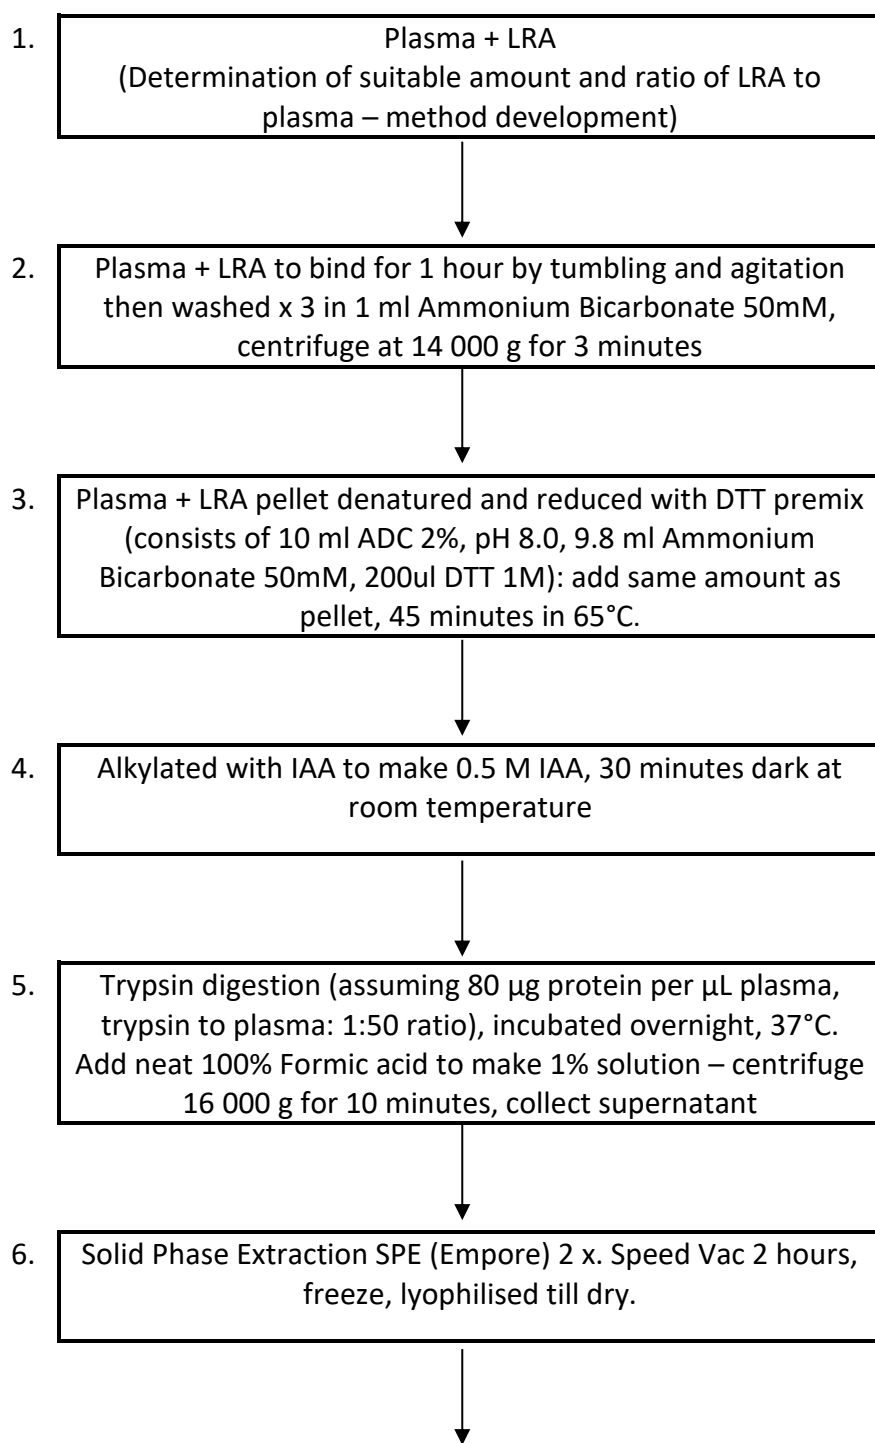 1. Plasma + LRA
(Determination of suitable amount and ratio of LRA to
plasma – method development)
2. Plasma + LRA to bind for 1 hour by tumbling and agitation
then washed x 3 in 1 ml Ammonium Bicarbonate 50mM,
centrifuge at 14 000 g for 3 minutes
3. Plasma + LRA pellet denatured and reduced with DTT premix
(consists of 10 ml ADC 2%, pH 8.0, 9.8 ml Ammonium
Bicarbonate 50mM, 200ul DTT 1M): add same amount as
pellet, 45 minutes in 65°C.
4. Alkylated with IAA to make 0.5 M IAA, 30 minutes dark at
room temperature
5. Trypsin digestion (assuming 80 µg protein per µL plasma,
trypsin to plasma: 1:50 ratio), incubated overnight, 37°C.
Add neat 100% Formic acid to make 1% solution – centrifuge
16 000 g for 10 minutes, collect supernatant
6. Solid Phase Extraction SPE (Empore) 2 x. Speed Vac 2 hours,
freeze, lyophilised till dry.